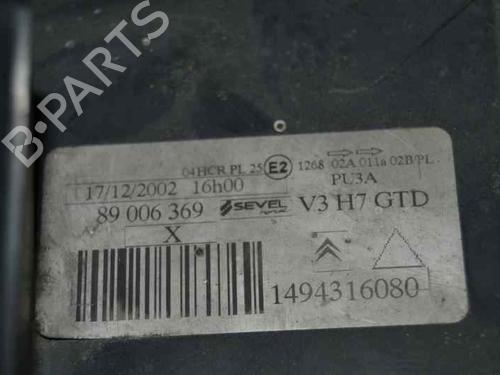 04HCR PL 25 E2 1268 02A 011a 02B/PL
PU3A
17/12/2002 16h00
89 006 369 SEVEL V3 H7 GTD
X
1494316080
B-PARTS